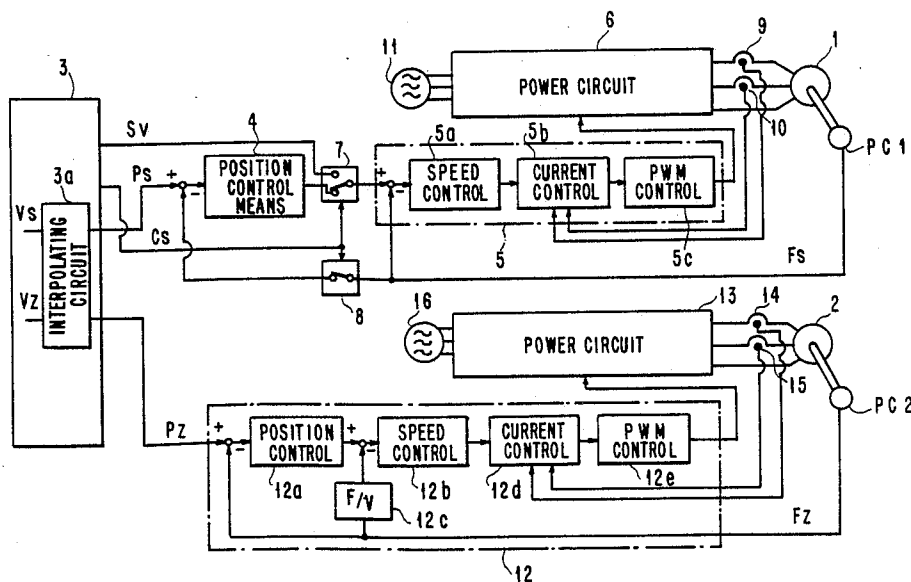 6
9
1
11
POWER CIRCUIT
10
PC1
3
Sv
4
7
5a
5b
3a
Ps
+
-
POSITION CONTROL MEANS
+
-
SPEED CONTROL
CURRENT CONTROL
PWM CONTROL
Vs
Cs
5
5c
Fs
INTERPOLATING CIRCUIT
Vz
8
16
13
14
2
POWER CIRCUIT
15
PC2
Pz
+
-
POSITION CONTROL
+
-
SPEED CONTROL
CURRENT CONTROL
PWM CONTROL
12a
12b
12d
12e
F/V
12c
Fz
12